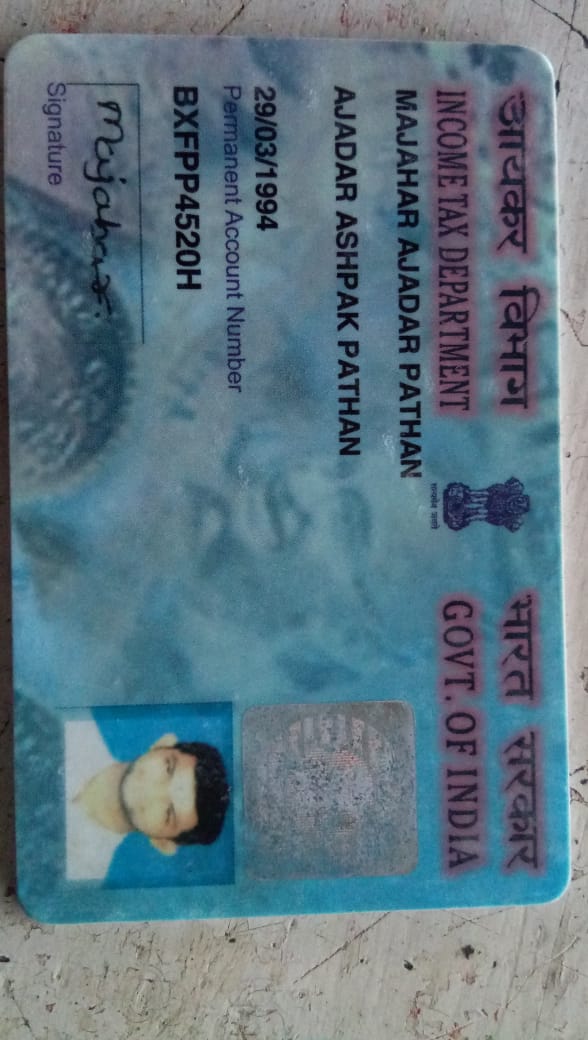 आयकर विभाग
भारत सरकार
INCOME TAX DEPARTMENT
GOVT. OF INDIA
सत्यमेव जयते
MAJAHAR AJADAR PATHAN
AJADAR ASHPAK PATHAN
29/03/1994
Permanent Account Number
BXFPP4520H
Majahar.
Signature